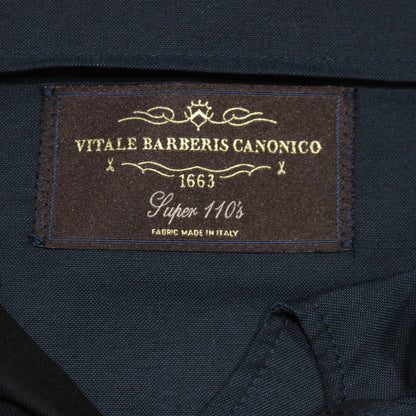 VITALE BARBERIS CANONICO
1663
Super 110's
FABRIC MADE IN ITALY